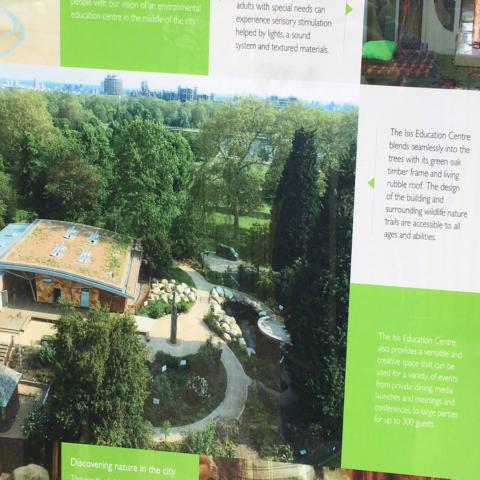 people with our vision of an environmental
education centre in the middle of the city
adults with special needs can
experience sensory stimulation
helped by lights, a sound
system and textured materials.
The Isis Education Centre
blends seamlessly into the
trees with its green oak
timber frame and living
rubble roof. The design
of the building and
surrounding wildlife nature
trails are accessible to all
ages and abilities.
The Isis Education Centre
also provides a versatile and
creative space that can be
used for a variety of events
from private dining, media
launches and meetings and
conferences, to large parties
for up to 300 guests.
Discovering nature in the city